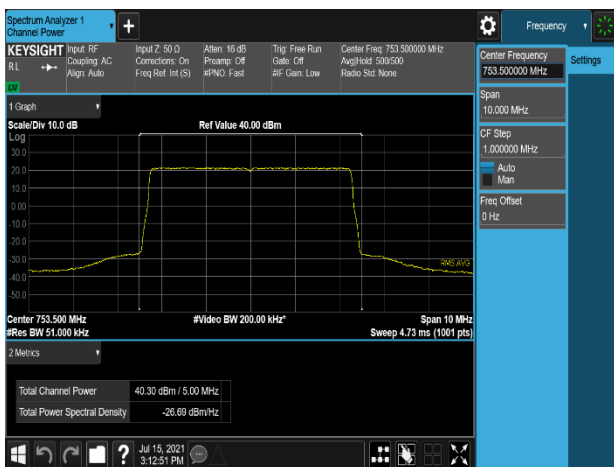 Spectrum Analyzer 1
Channel Power
Frequency
KEYSIGHT
R L
Input: RF
Coupling: AC
Align: Auto
Input Z: 50 Ω
Corrections: On
Freq Ref: Int (S)
Atten: 16 dB
Preamp: Off
#PNO: Fast
Trig: Free Run
Gate: Off
#IF Gain: Low
Center Freq: 753.500000 MHz
Avg|Hold: 500/500
Radio Std: None
Center Frequency
753.500000 MHz
Settings
Span
10.000 MHz
CF Step
1.000000 MHz
Auto
Man
Freq Offset
0 Hz
1 Graph
Scale/Div 10.0 dB
Ref Value 40.00 dBm
Log
30.0
20.0
10.0
0.00
-10.0
-20.0
-30.0
-40.0
-50.0
RMS AVG
Center 753.500 MHz
#Video BW 200.00 kHz*
Span 10 MHz
#Res BW 51.000 kHz
Sweep 4.73 ms (1001 pts)
2 Metrics
Total Channel Power 40.30 dBm / 5.00 MHz
Total Power Spectral Density -26.69 dBm/Hz
?
Jul 15, 2021
3:12:51 PM